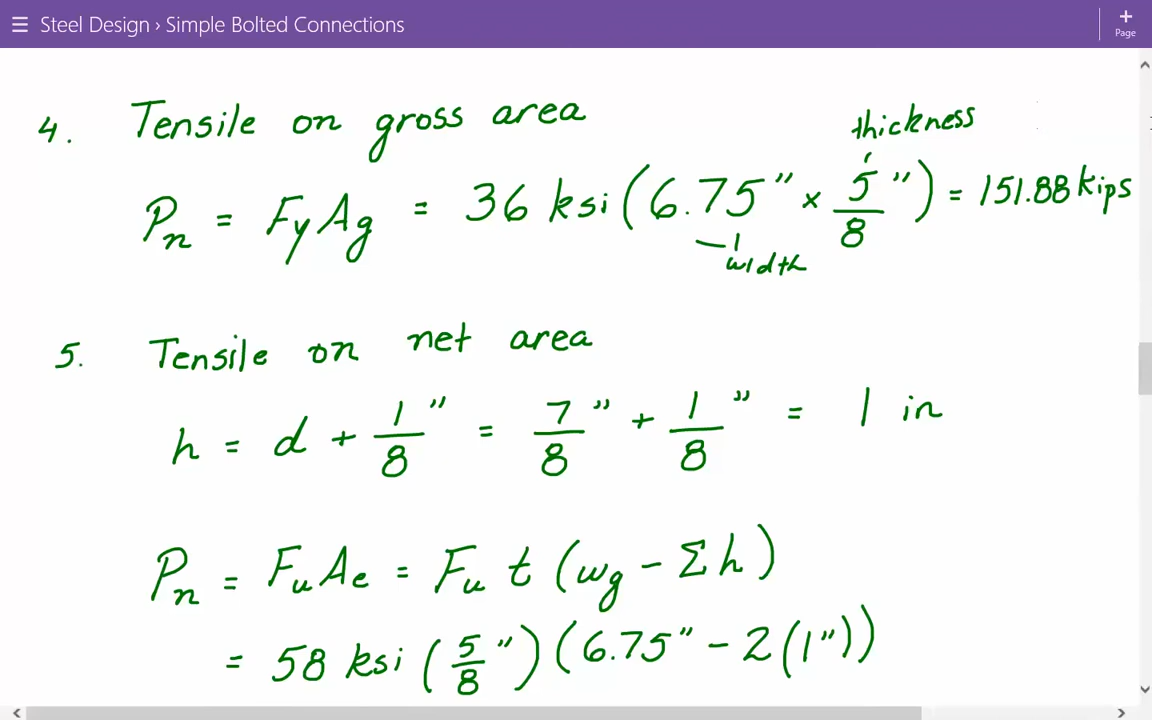 Steel Design › Simple Bolted Connections
Page
4. Tensile on gross area
thickness
Pn = FyAg = 36 ksi (6.75" × 5/8") = 151.88 kips
width
5. Tensile on net area
h = d + 1/8" = 7/8" + 1/8" = 1 in
Pn = FuAe = Fu t (wg - Σh)
= 58 ksi (5/8") (6.75" - 2(1"))